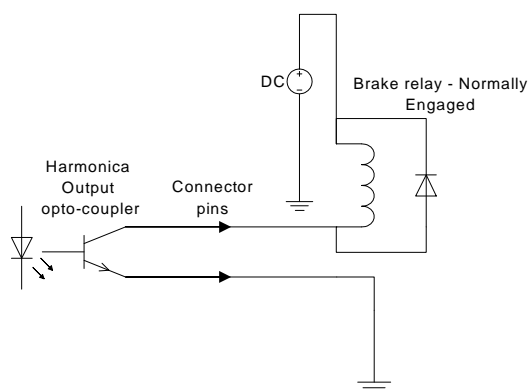 DC
Brake relay - Normally
Engaged
Harmonica
Output
opto-coupler
Connector
pins